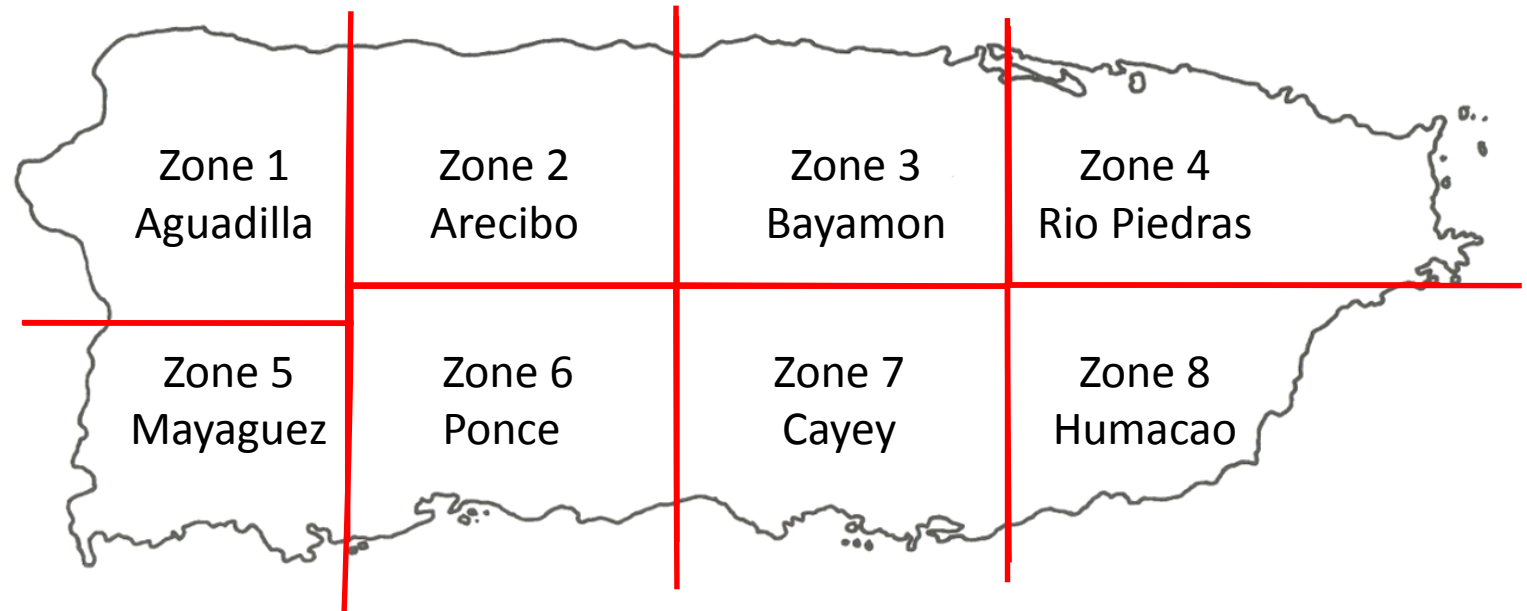 Zone 1
Aguadilla
Zone 2
Arecibo
Zone 3
Bayamon
Zone 4
Rio Piedras
Zone 5
Mayaguez
Zone 6
Ponce
Zone 7
Cayey
Zone 8
Humacao